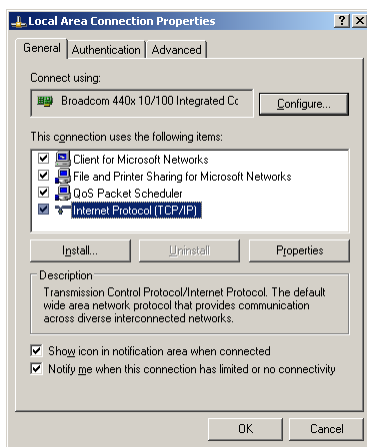 Local Area Connection Properties
General Authentication Advanced
Connect using:
Broadcom 440x 10/100 Integrated Cc
Configure...
This connection uses the following items:
Client for Microsoft Networks
File and Printer Sharing for Microsoft Networks
QoS Packet Scheduler
Internet Protocol (TCP/IP)
Install... Uninstall Properties
Description
Transmission Control Protocol/Internet Protocol. The default
wide area network protocol that provides communication
across diverse interconnected networks.
Show icon in notification area when connected
Notify me when this connection has limited or no connectivity
OK Cancel